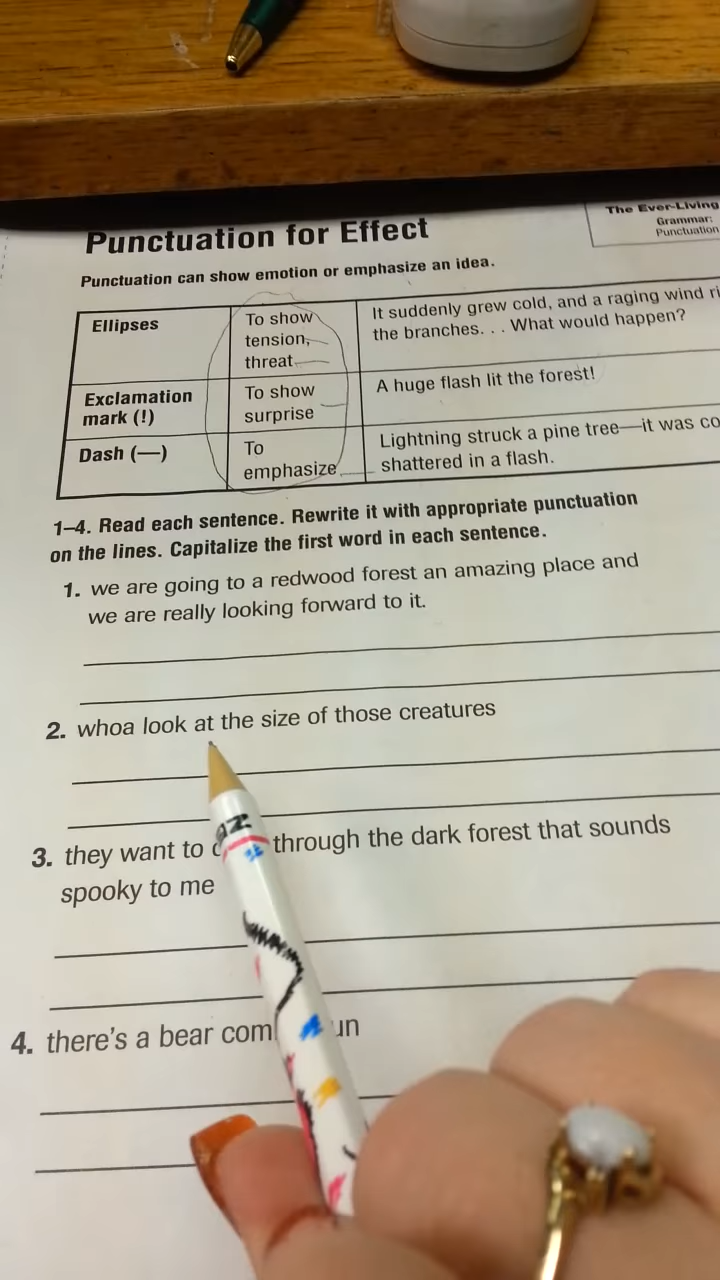 The Ever-Living
Grammar:
Punctuation
Punctuation for Effect
Punctuation can show emotion or emphasize an idea.
Ellipses
To show
tension,
threat
It suddenly grew cold, and a raging wind
the branches. . . What would happen?
Exclamation
mark (!)
To show
surprise
A huge flash lit the forest!
Dash (—)
To
emphasize
Lightning struck a pine tree—it was
shattered in a flash.
1–4. Read each sentence. Rewrite it with appropriate punctuation
on the lines. Capitalize the first word in each sentence.
1. we are going to a redwood forest an amazing place and
we are really looking forward to it.
2. whoa look at the size of those creatures
3. they want to through the dark forest that sounds
spooky to me
4. there's a bear